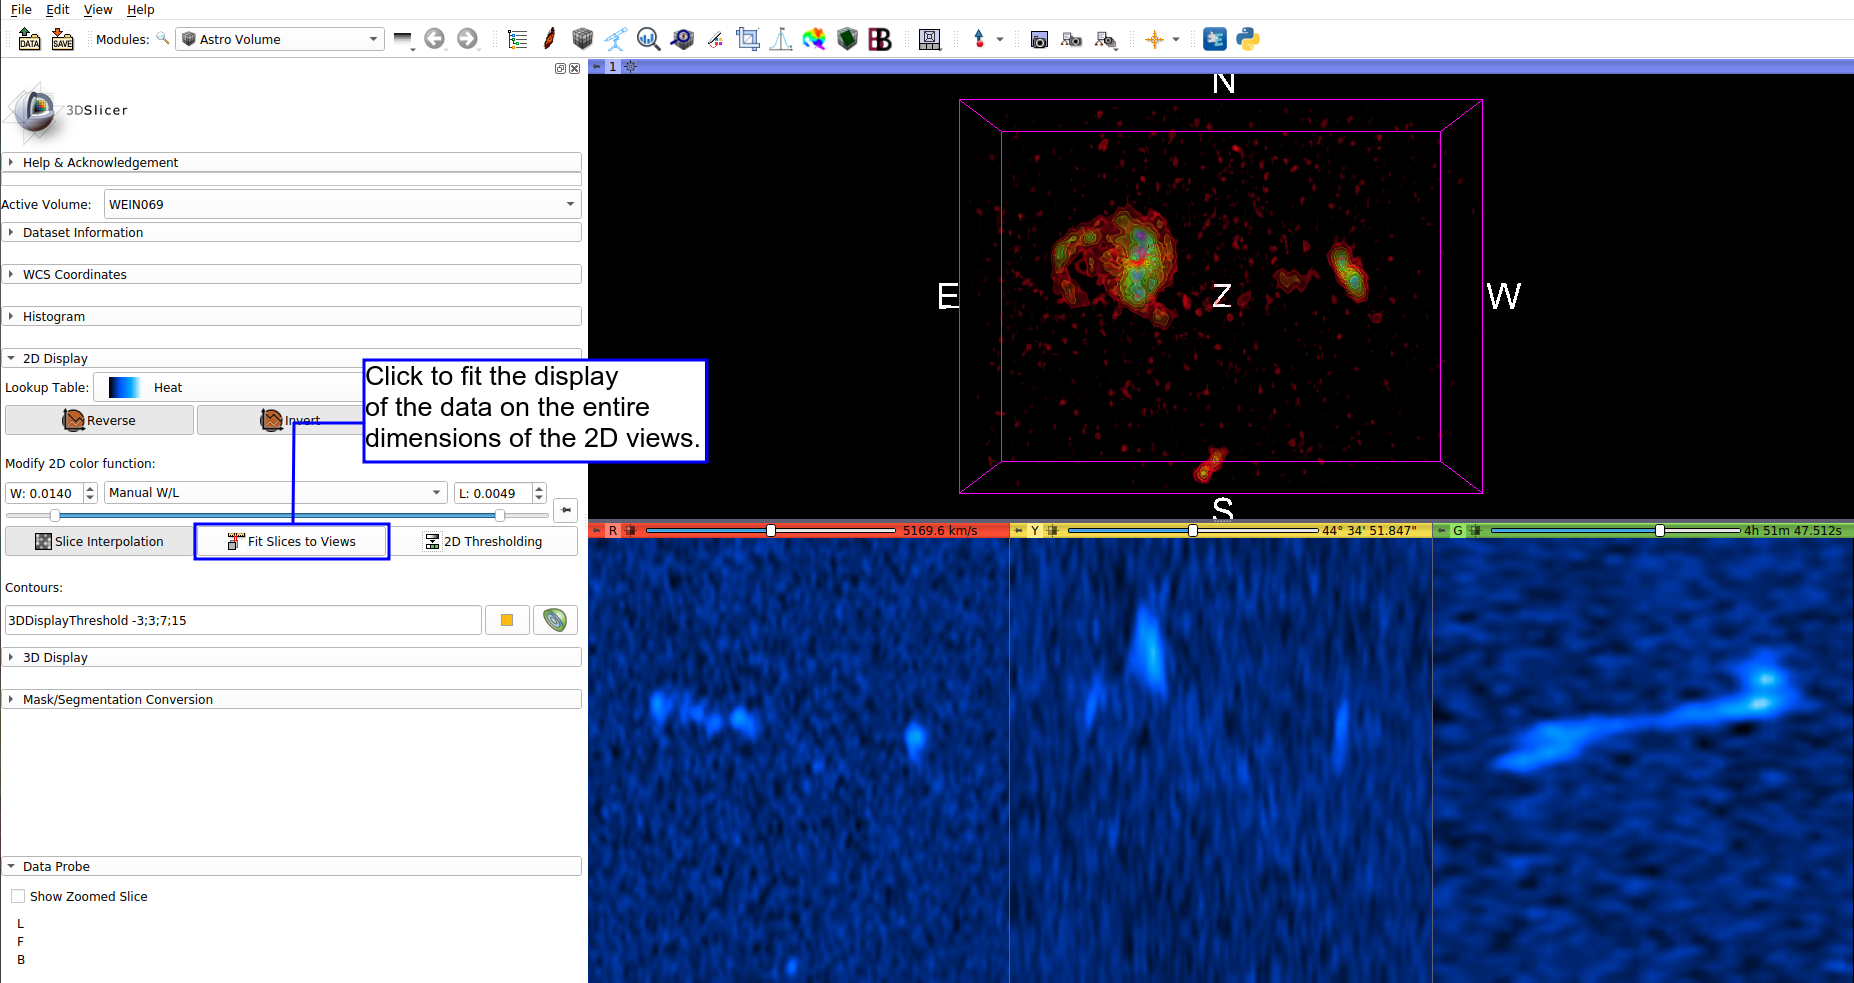 File Edit View Help
DATA SAVE Modules: Astro Volume
1
3DSlicer
Help & Acknowledgement
Active Volume: WEIN069
Dataset Information
WCS Coordinates
Histogram
2D Display
Lookup Table: Heat
Reverse Invert
Click to fit the display
of the data on the entire
dimensions of the 2D views.
Modify 2D color function:
W: 0.0140 Manual W/L L: 0.0049
Slice Interpolation Fit Slices to Views 2D Thresholding
Contours:
3DDisplayThreshold -3;3;7;15
3D Display
Mask/Segmentation Conversion
Data Probe
Show Zoomed Slice
L
F
B
N
E Z W
S
R 5169.6 km/s Y 44° 34' 51.847" G 4h 51m 47.512s